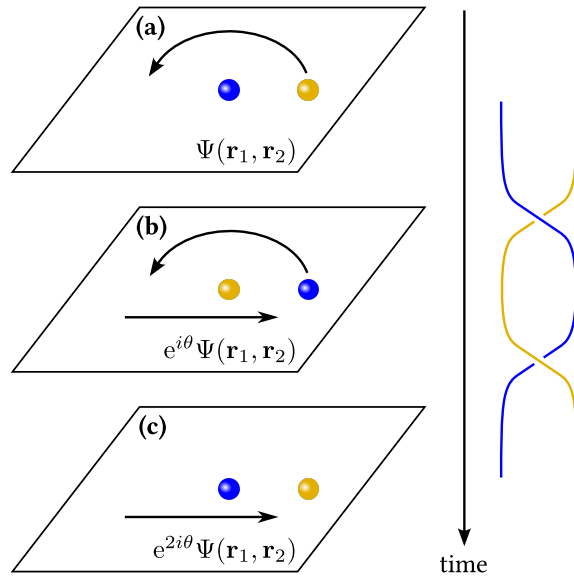 (a)
Ψ(r₁, r₂)
(b)
e^{iθ}Ψ(r₁, r₂)
(c)
e^{2iθ}Ψ(r₁, r₂)
time